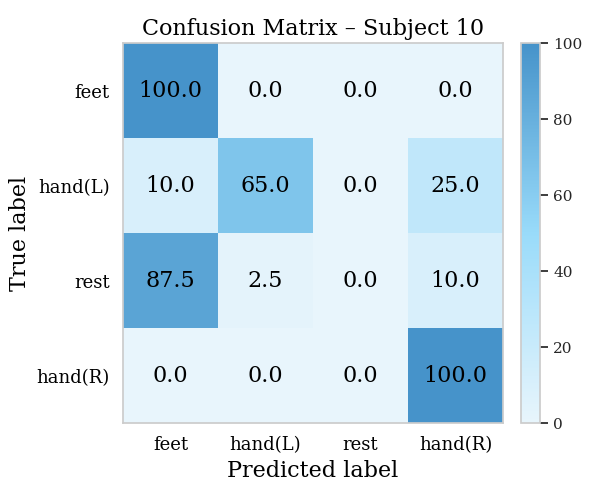 Confusion Matrix – Subject 10
feet 100.0 0.0 0.0 0.0
hand(L) 10.0 65.0 0.0 25.0
rest 87.5 2.5 0.0 10.0
hand(R) 0.0 0.0 0.0 100.0
feet hand(L) rest hand(R)
Predicted label
True label
100
80
60
40
20
0